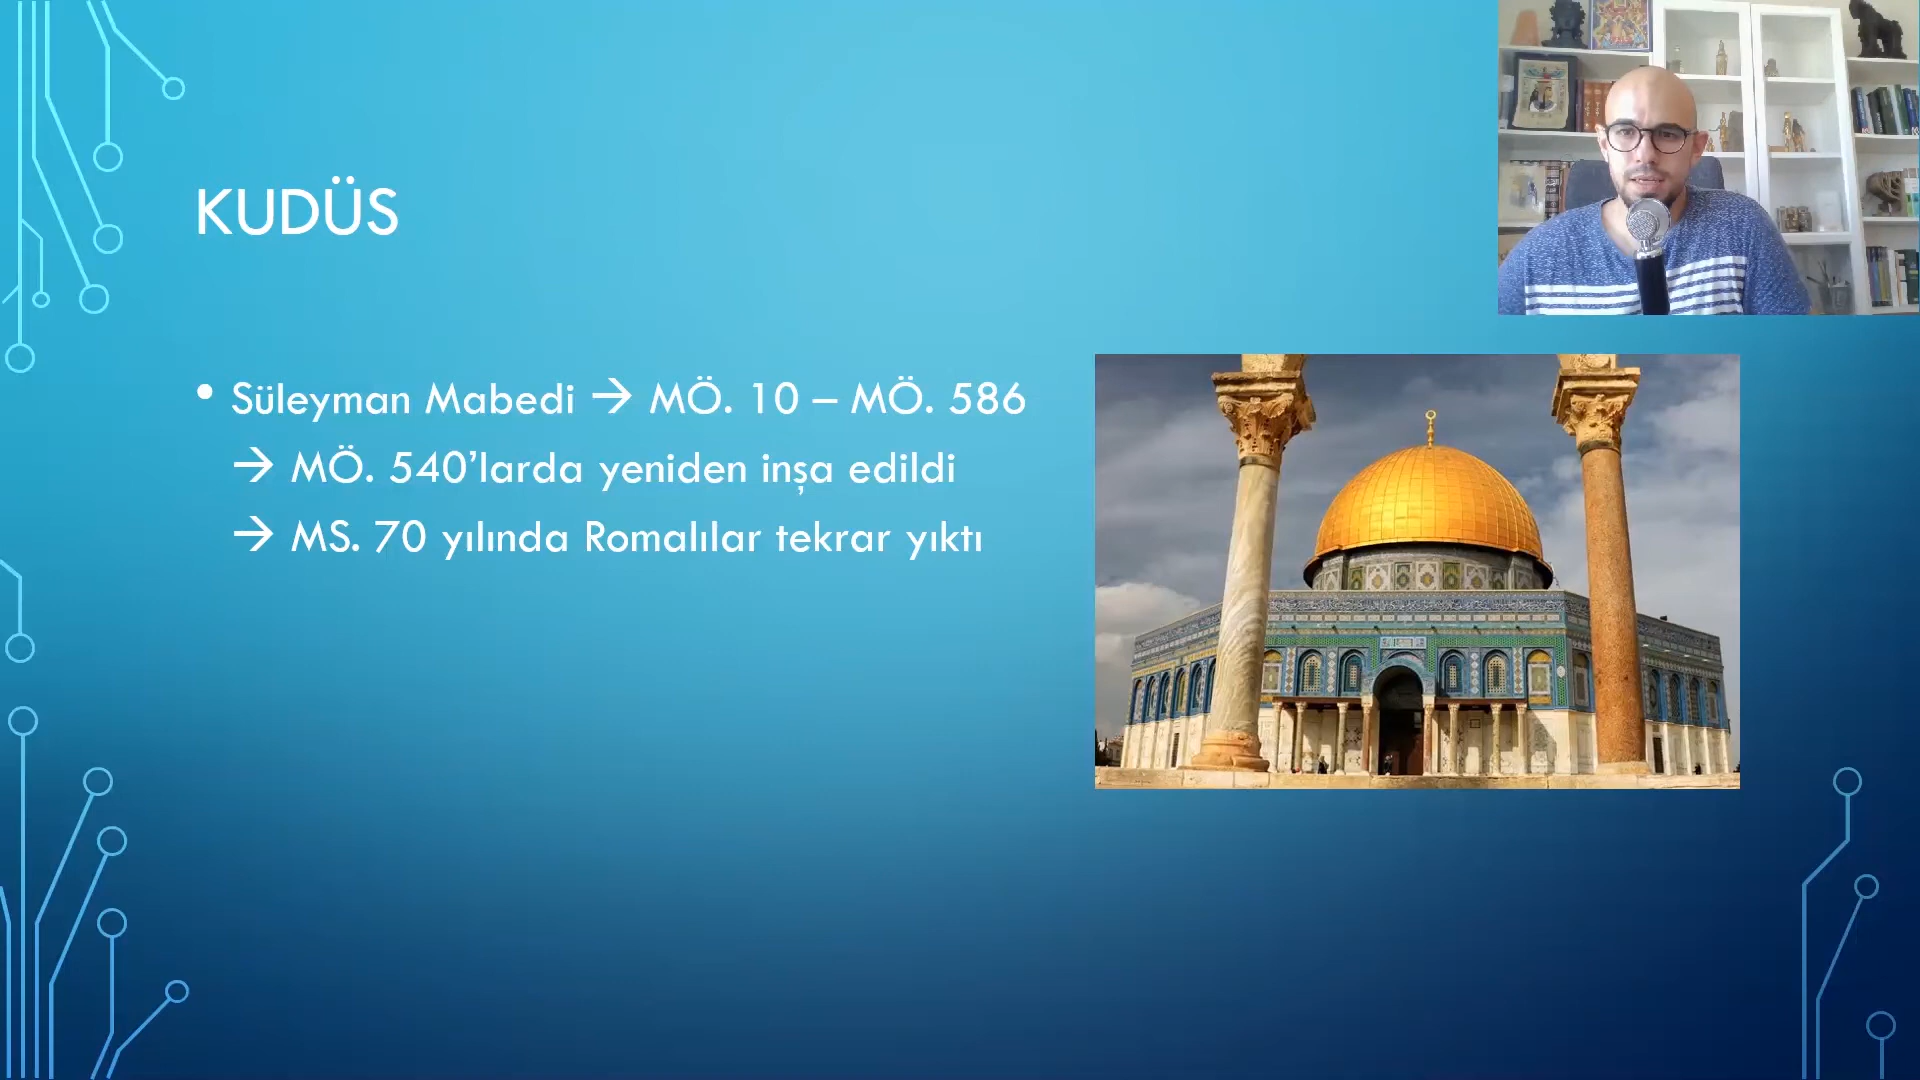 KUDÜS
• Süleyman Mabedi → MÖ. 10 – MÖ. 586
→ MÖ. 540’larda yeniden inşa edildi
→ MS. 70 yılında Romalılar tekrar yıktı